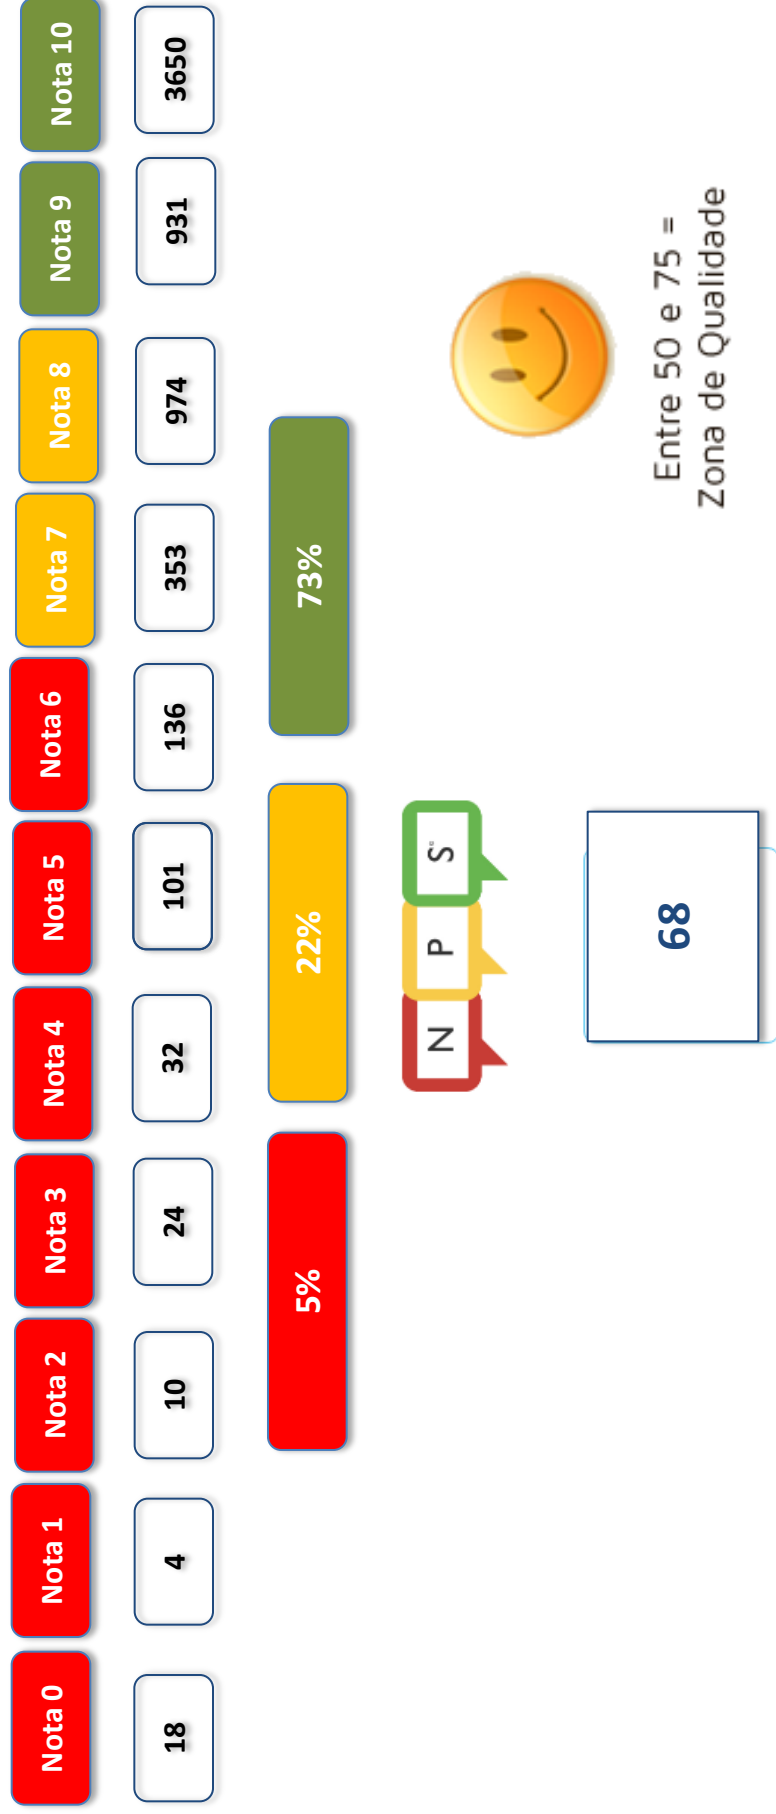 Nota 0 Nota 1 Nota 2 Nota 3 Nota 4 Nota 5 Nota 6 Nota 7 Nota 8 Nota 9 Nota 10
18 4 10 24 32 101 136 353 974 931 3650
5% 22% 73%
N P S
68
Entre 50 e 75 =
Zona de Qualidade